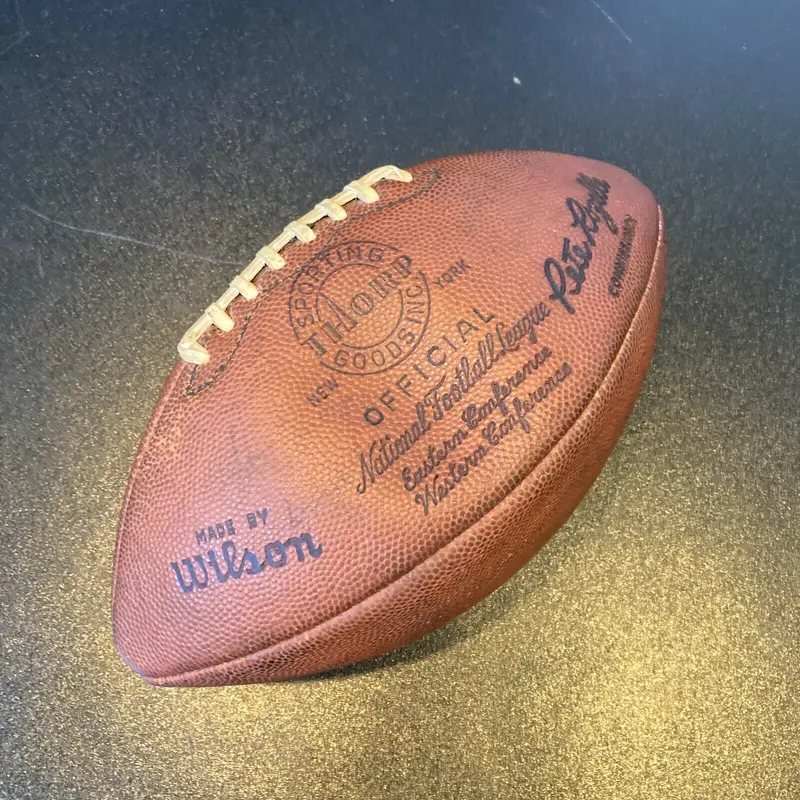 SPORTING
THORP
GOODS INC.
NEW YORK
OFFICIAL
National Football League
Eastern Conference
Western Conference
Pete Rozelle
COMMISSIONER
MADE BY
Wilson